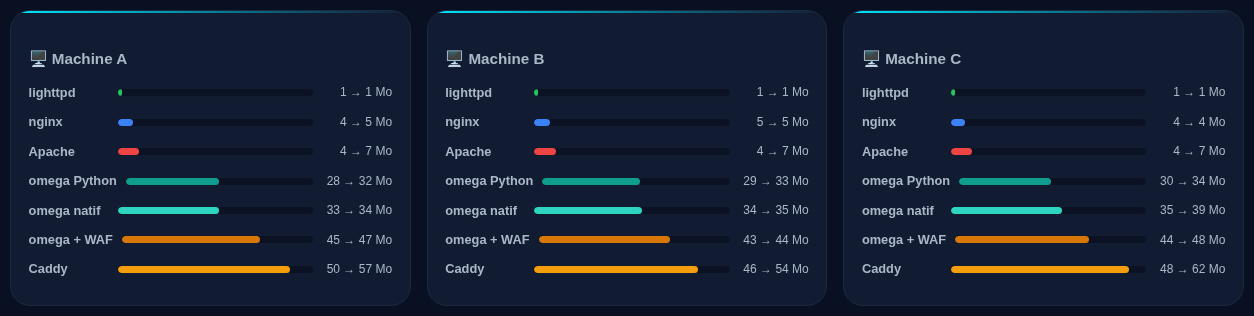 Machine A
lighttpd 1 → 1 Mo
nginx 4 → 5 Mo
Apache 4 → 7 Mo
omega Python 28 → 32 Mo
omega natif 33 → 34 Mo
omega + WAF 45 → 47 Mo
Caddy 50 → 57 Mo
Machine B
lighttpd 1 → 1 Mo
nginx 5 → 5 Mo
Apache 4 → 7 Mo
omega Python 29 → 33 Mo
omega natif 34 → 35 Mo
omega + WAF 43 → 44 Mo
Caddy 46 → 54 Mo
Machine C
lighttpd 1 → 1 Mo
nginx 4 → 4 Mo
Apache 4 → 7 Mo
omega Python 30 → 34 Mo
omega natif 35 → 39 Mo
omega + WAF 44 → 48 Mo
Caddy 48 → 62 Mo